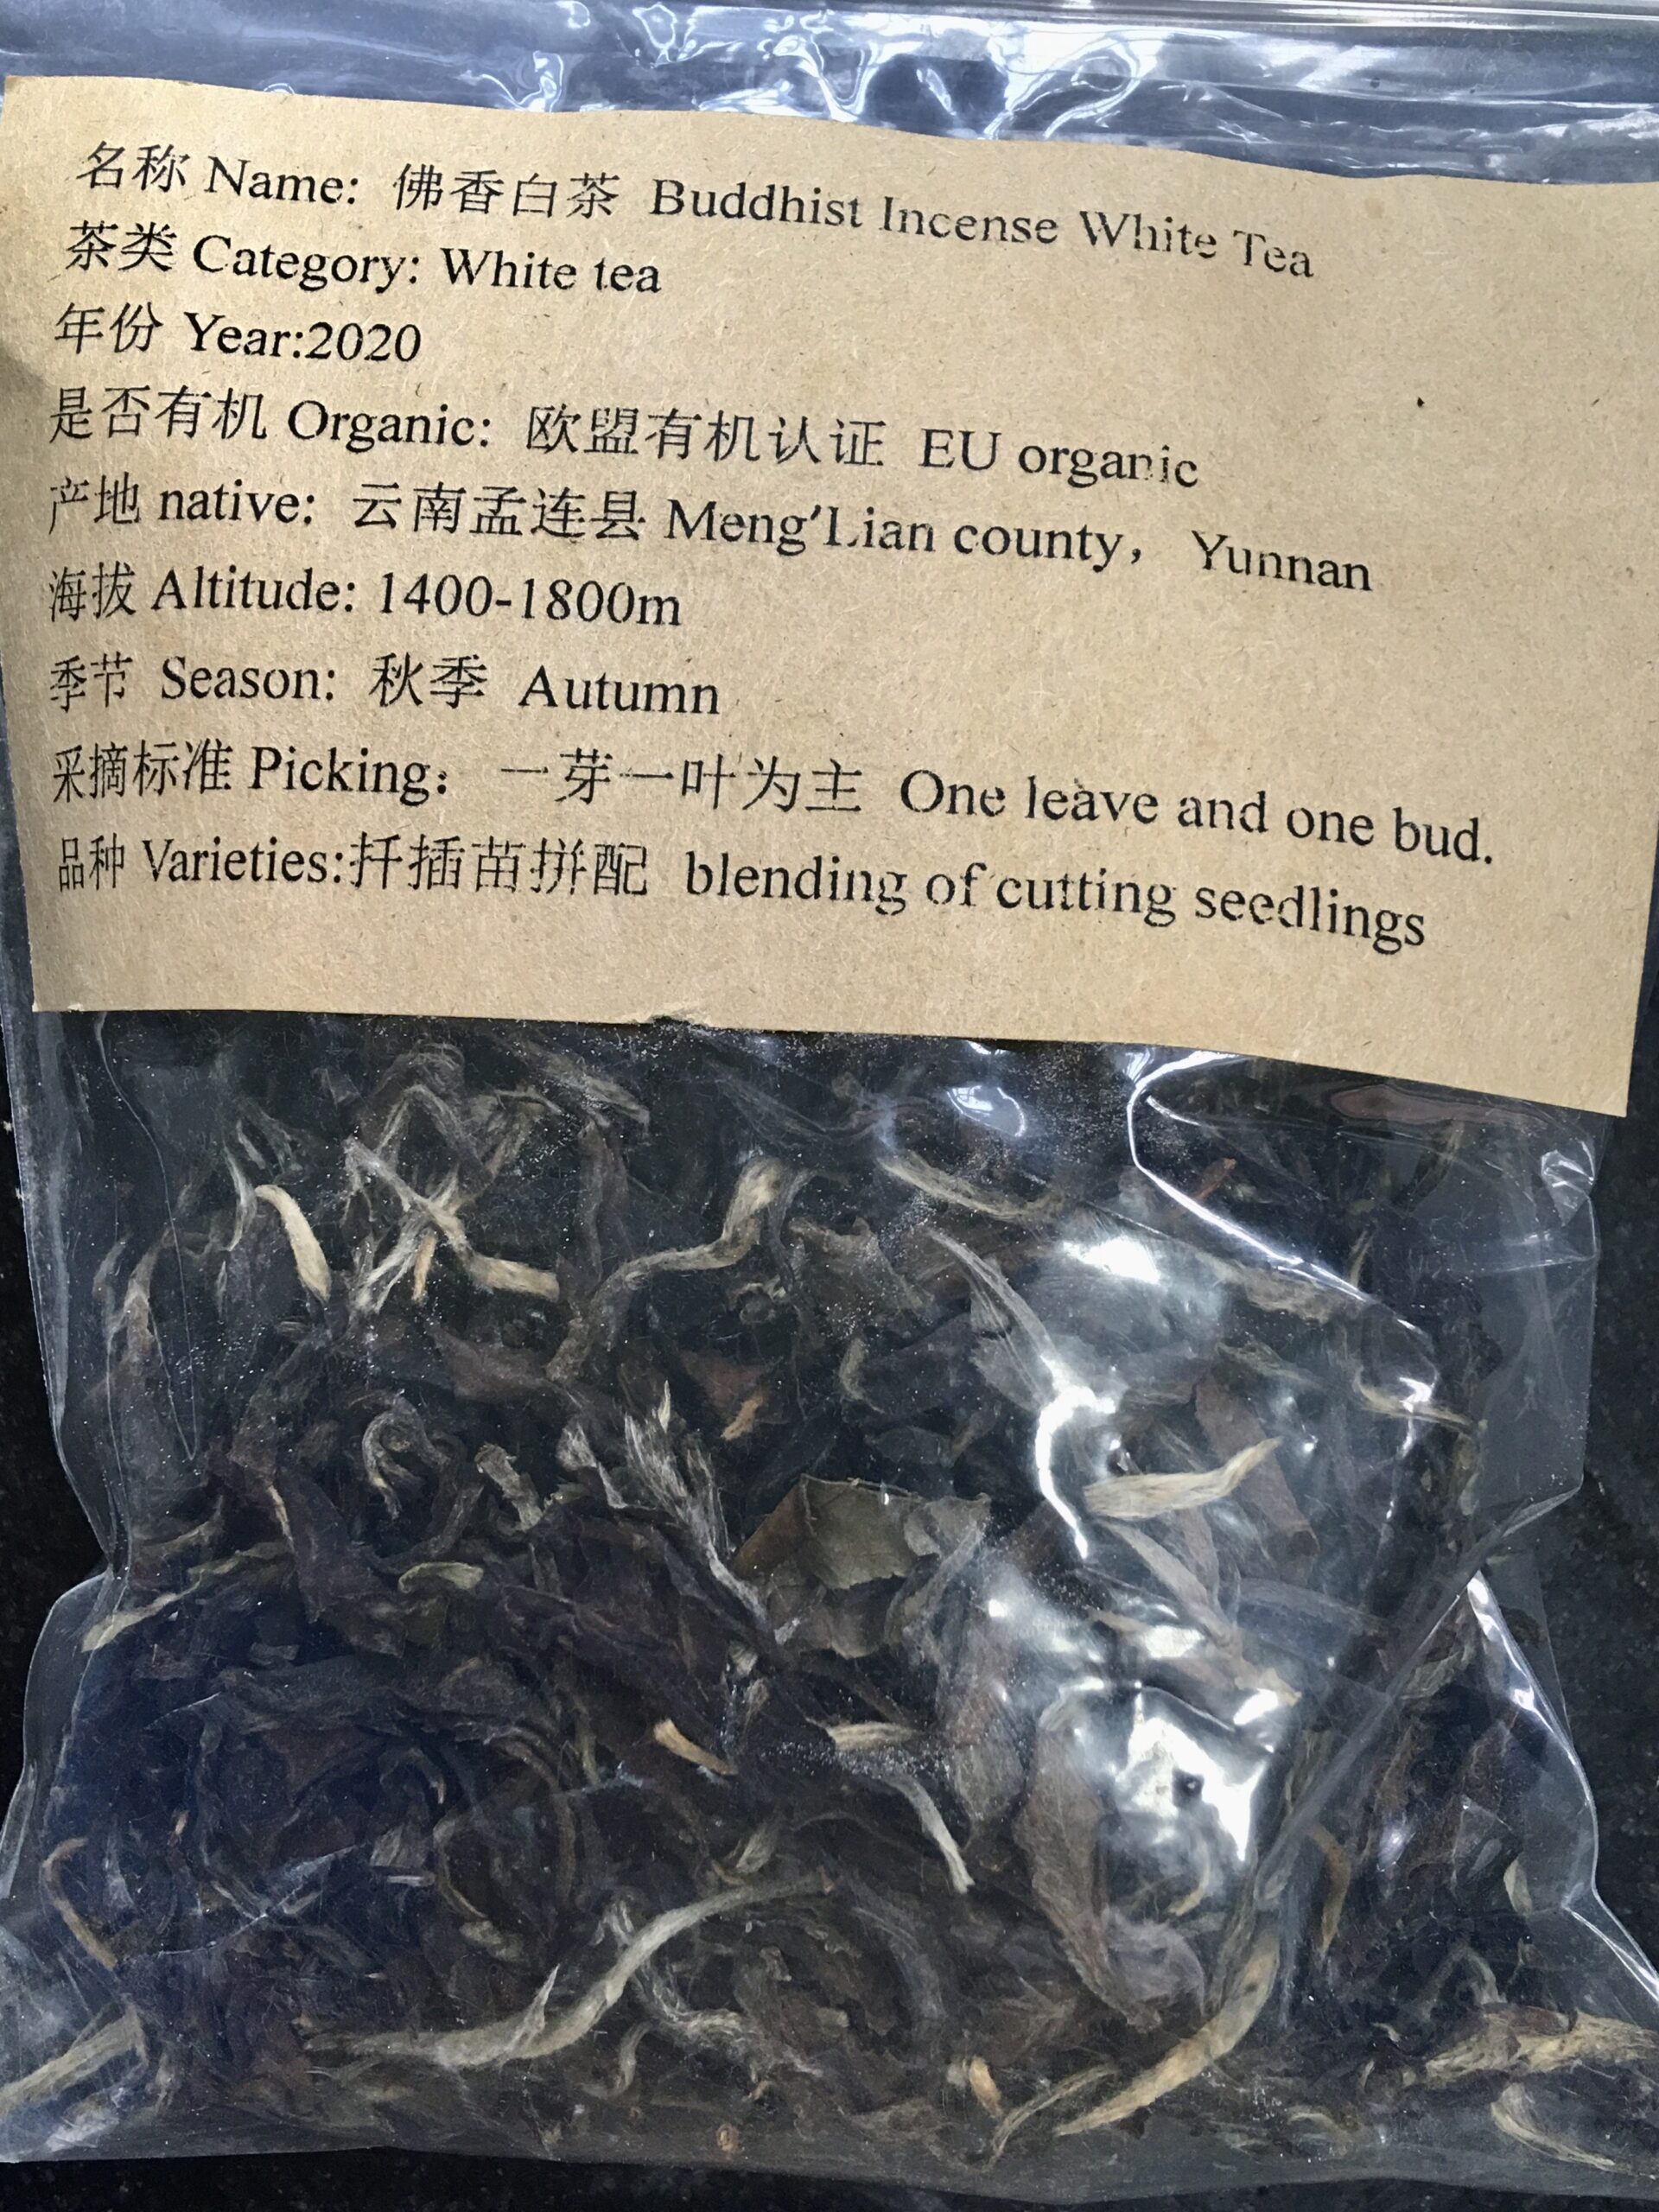 名称 Name: 佛香白茶 Buddhist Incense White Tea
茶类 Category: White tea
年份 Year:2020
是否有机 Organic: 欧盟有机认证 EU organic
产地 native: 云南孟连县 Meng'Lian county， Yunnan
海拔 Altitude: 1400-1800m
季节 Season: 秋季 Autumn
采摘标准 Picking： 一芽一叶为主 One leave and one bud.
品种 Varieties:扦插苗拼配 blending of cutting seedlings